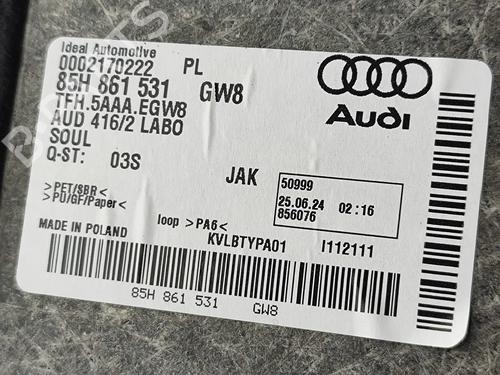 Ideal Automotive
0002170222 PL
85H 861 531 GW8
TFH.5AAA.EGW8
AUD 416/2 LABO
SOUL
Q-ST: 03S
Audi
JAK
50999
25.06.24 02:16
856076
>PET/SBR<
>PU/GF/Paper<
loop >PA6<
MADE IN POLAND
KVLBTYPA01 I112111
85H 861 531 GW8